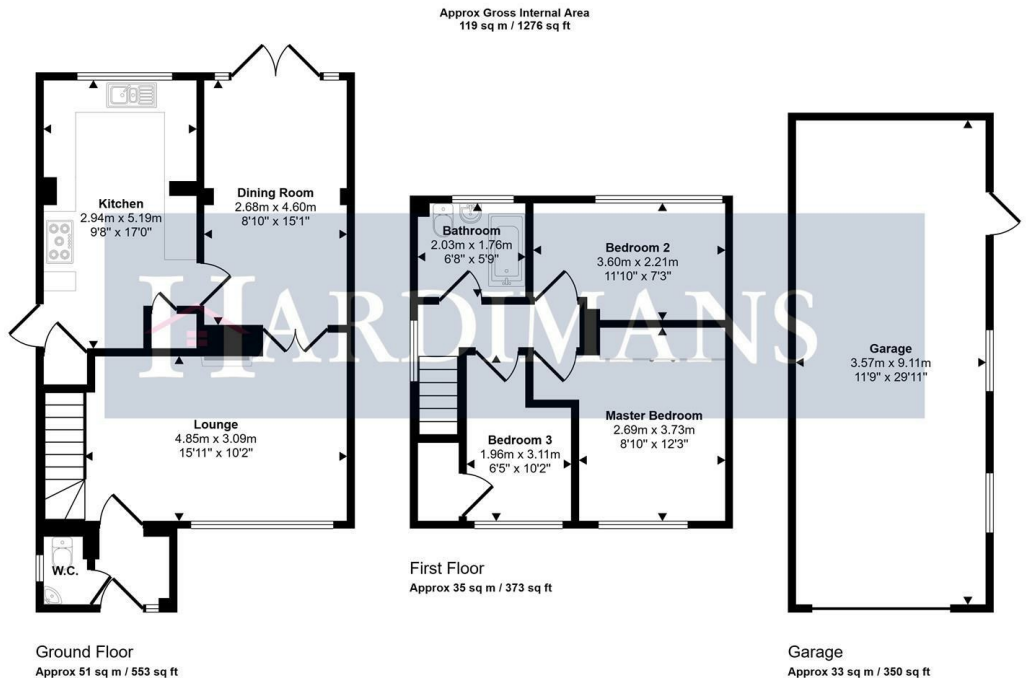 Approx Gross Internal Area
119 sq m / 1276 sq ft
Kitchen
2.94m x 5.19m
9'8" x 17'0"
Dining Room
2.68m x 4.60m
8'10" x 15'1"
Lounge
4.85m x 3.09m
15'11" x 10'2"
W.C.
Ground Floor
Approx 51 sq m / 553 sq ft
Bathroom
2.03m x 1.76m
6'8" x 5'9"
Bedroom 2
3.60m x 2.21m
11'10" x 7'3"
Master Bedroom
2.69m x 3.73m
8'10" x 12'3"
Bedroom 3
1.96m x 3.11m
6'5" x 10'2"
First Floor
Approx 35 sq m / 373 sq ft
Garage
3.57m x 9.11m
11'9" x 29'11"
Garage
Approx 33 sq m / 350 sq ft
HARDIMANS